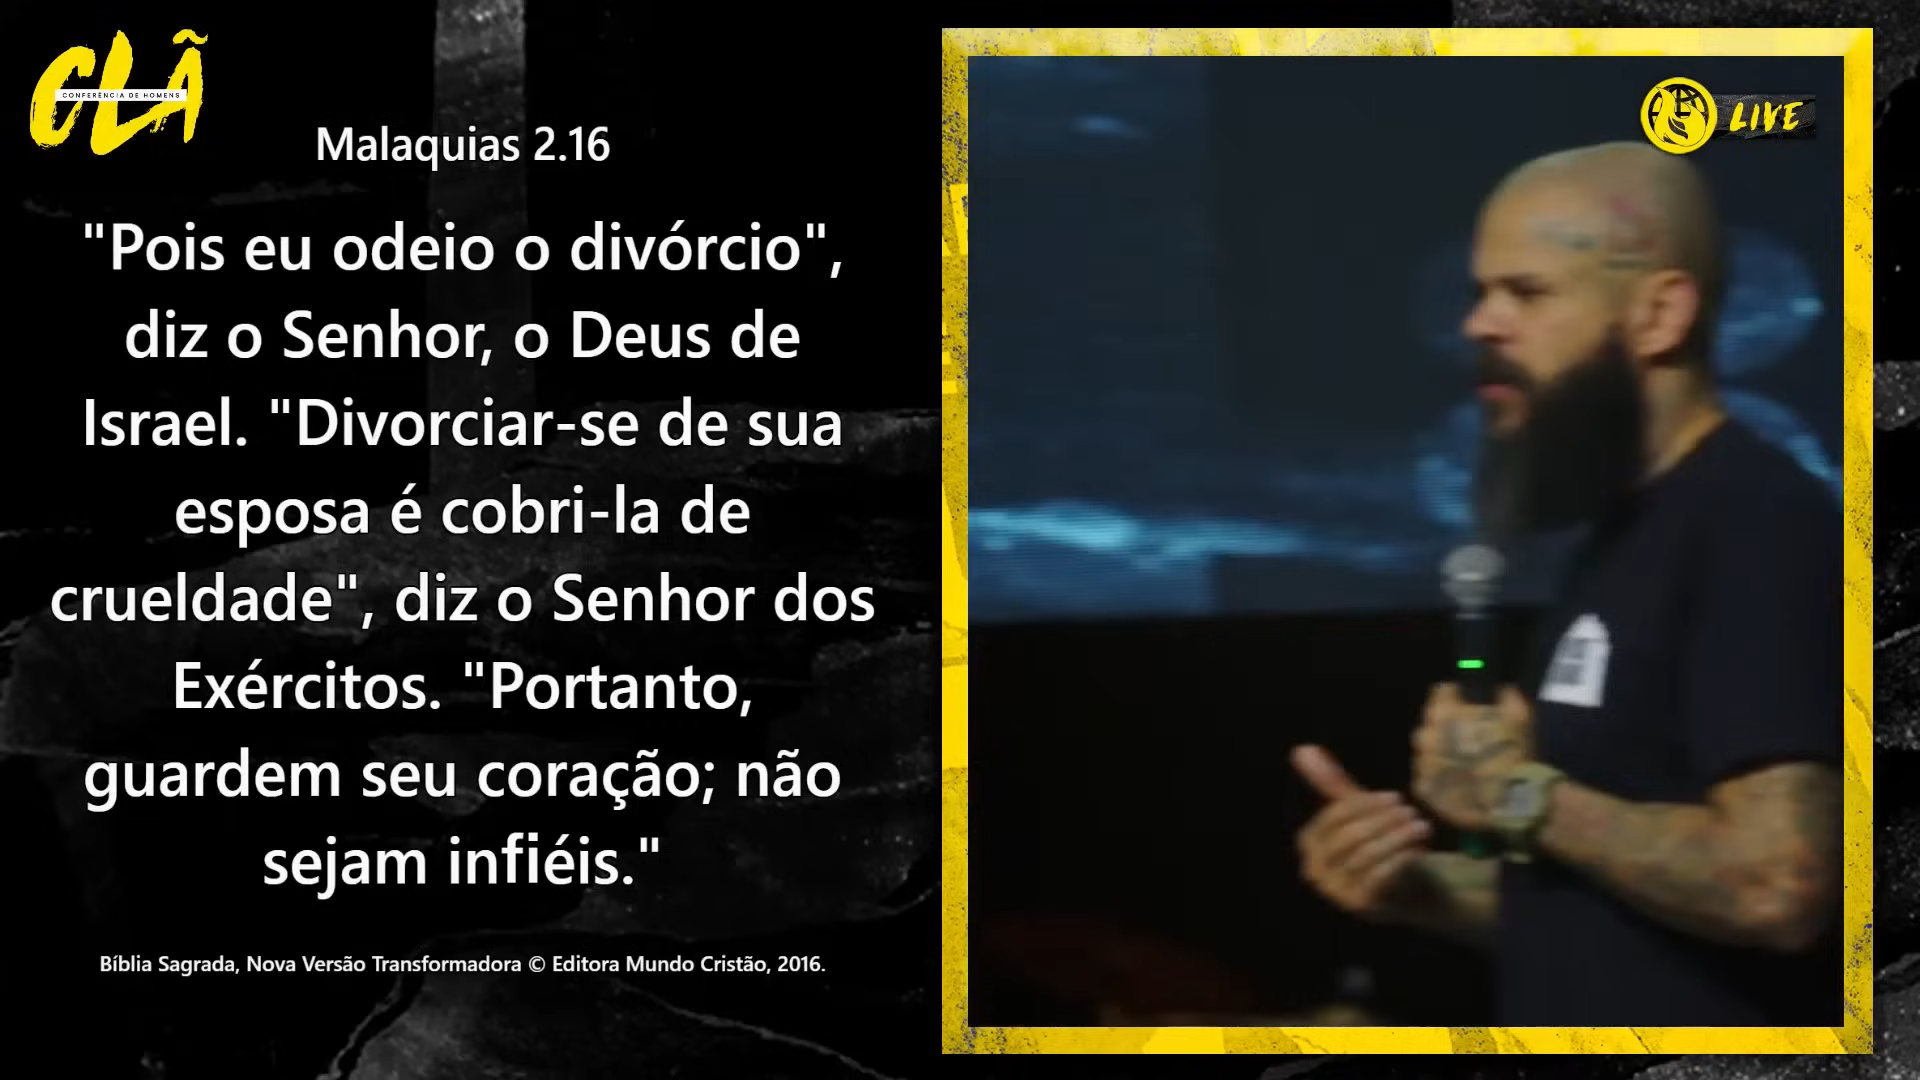 CLÃ
CONFERÊNCIA DE HOMENS
Malaquias 2.16
"Pois eu odeio o divórcio",
diz o Senhor, o Deus de
Israel. "Divorciar-se de sua
esposa é cobri-la de
crueldade", diz o Senhor dos
Exércitos. "Portanto,
guardem seu coração; não
sejam infiéis."
Bíblia Sagrada, Nova Versão Transformadora © Editora Mundo Cristão, 2016.
LIVE